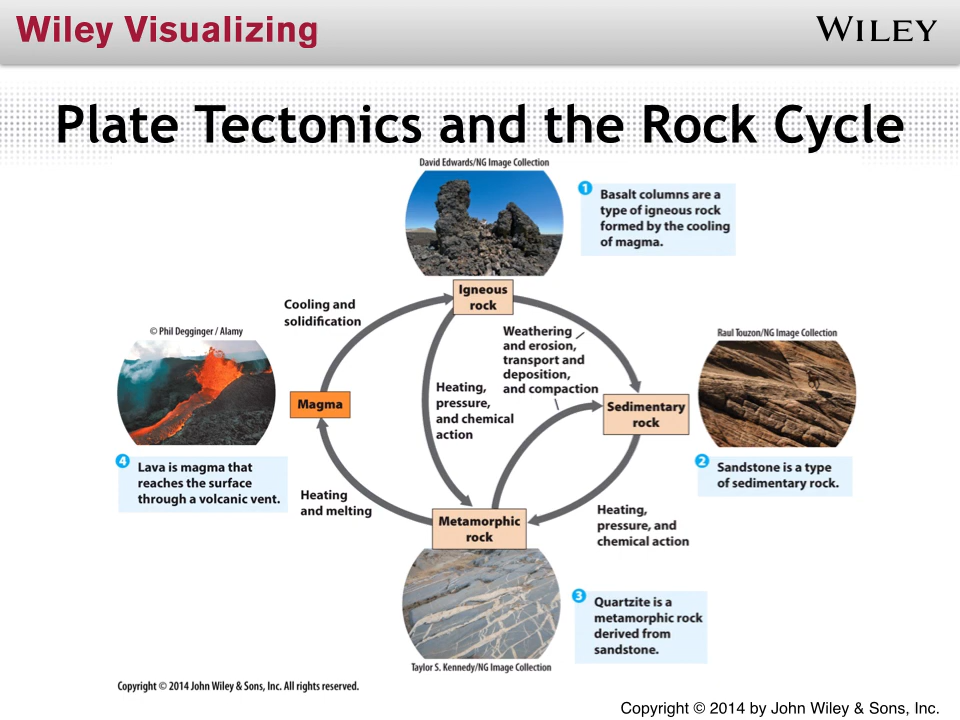 Wiley Visualizing
WILEY
Plate Tectonics and the Rock Cycle
David Edwards/NG Image Collection
1
Basalt columns are a
type of igneous rock
formed by the cooling
of magma.
Igneous
rock
Cooling and
solidification
Weathering
and erosion,
transport and
deposition,
and compaction
© Phil Degginger / Alamy
Raul Touzon/NG Image Collection
Heating,
pressure,
and chemical
action
Magma
Sedimentary
rock
4
Lava is magma that
reaches the surface
through a volcanic vent.
2
Sandstone is a type
of sedimentary rock.
Heating
and melting
Metamorphic
rock
Heating,
pressure, and
chemical action
3
Quartzite is a
metamorphic rock
derived from
sandstone.
Taylor S. Kennedy/NG Image Collection
Copyright © 2014 John Wiley & Sons, Inc. All rights reserved.
Copyright © 2014 by John Wiley & Sons, Inc.